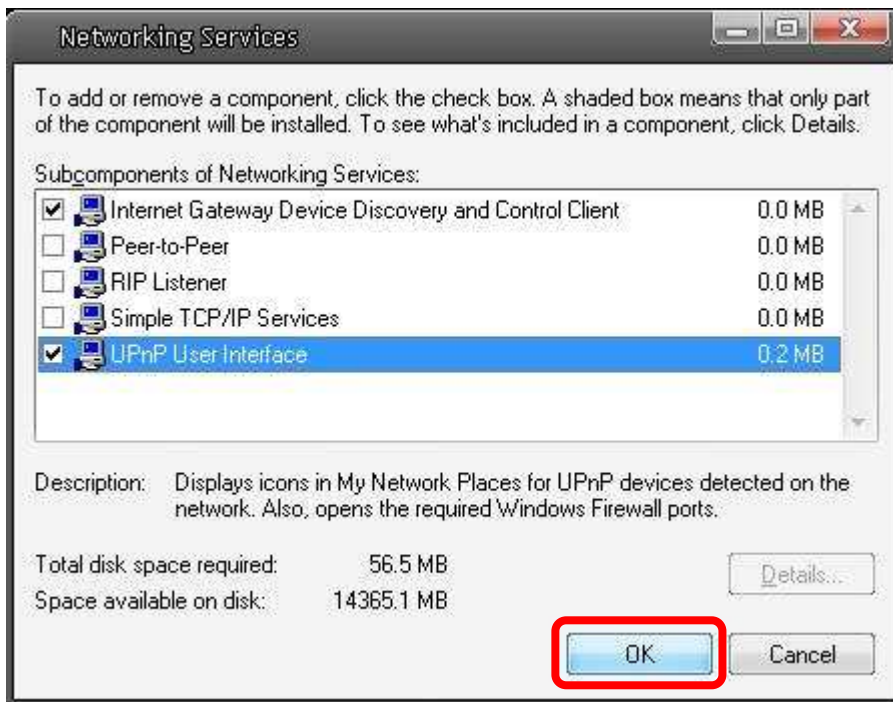 Networking Services
To add or remove a component, click the check box. A shaded box means that only part
of the component will be installed. To see what's included in a component, click Details.
Subcomponents of Networking Services:
Internet Gateway Device Discovery and Control Client 0.0 MB
Peer-to-Peer 0.0 MB
RIP Listener 0.0 MB
Simple TCP/IP Services 0.0 MB
UPnP User Interface 0.2 MB
Description: Displays icons in My Network Places for UPnP devices detected on the
network. Also, opens the required Windows Firewall ports.
Total disk space required: 56.5 MB
Details...
Space available on disk: 14365.1 MB
OK Cancel